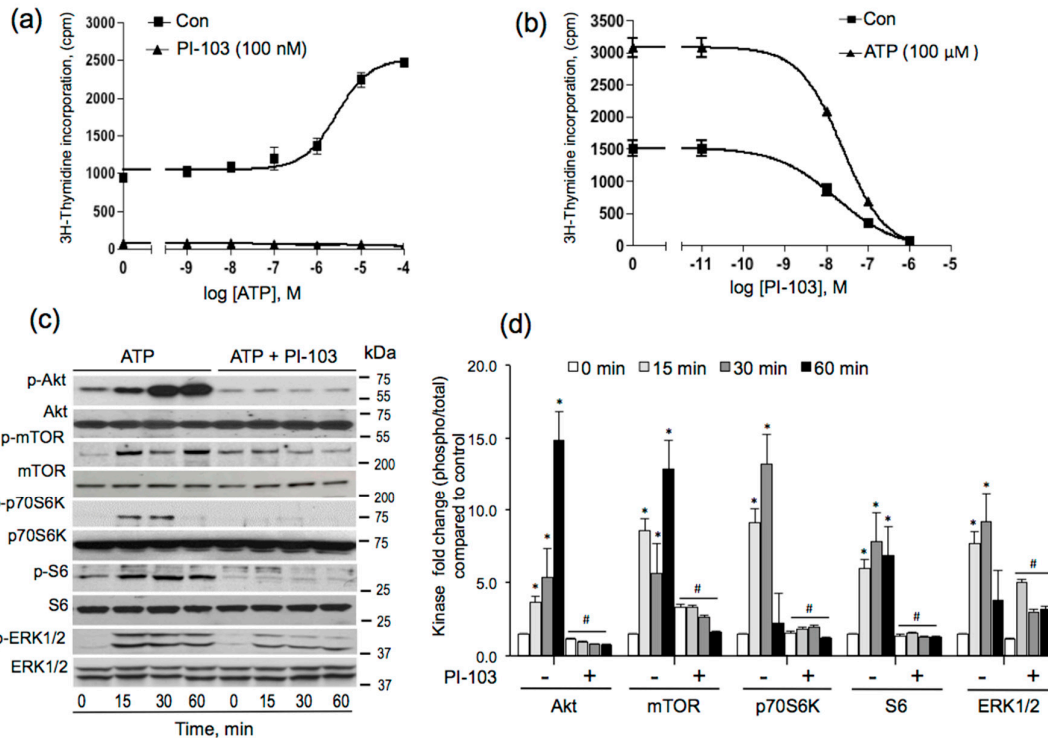 (a)
3H-Thymidine incorporation, (cpm)
3000
2500
2000
1500
1000
500
0
Con
PI-103 (100 nM)
0 -9 -8 -7 -6 -5 -4
log [ATP], M
(b)
3H-Thymidine incorporation, (cpm)
3500
3000
2500
2000
1500
1000
500
0
Con
ATP (100 µM )
0 -11 -10 -9 -8 -7 -6 -5
log [PI-103], M
(c)
ATP ATP + PI-103 kDa
p-Akt 75
55
Akt 75
55
p-mTOR
200
mTOR
200
-p70S6K
75
p70S6K
75
p-S6
25
S6
25
p-ERK1/2
37
ERK1/2
37
0 15 30 60 0 15 30 60
Time, min
(d)
Kinase fold change (phospho/total)
compared to control
20.0
15.0
10.0
5.0
0.0
0 min 15 min 30 min 60 min
* * * # * * * # * * # * * * # * * #
PI-103 - + - + - + - + - +
Akt mTOR p70S6K S6 ERK1/2